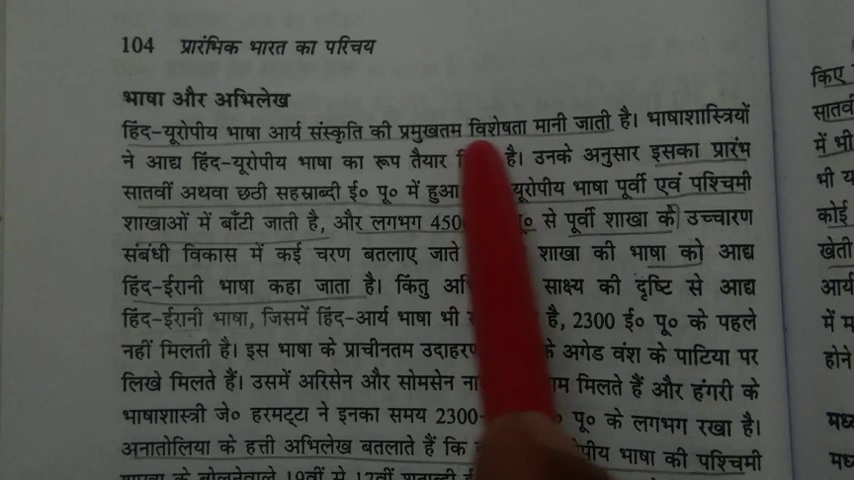 104 प्रारंभिक भारत का परिचय
भाषा और अभिलेख
हिंद-यूरोपीय भाषा आर्य संस्कृति की प्रमुखतम विशेषता मानी जाती है। भाषाशास्त्रियों
ने आद्य हिंद-यूरोपीय भाषा का रूप तैयार है। उनके अनुसार इसका प्रारंभ
सातवीं अथवा छठी सहस्राब्दी ई० पू० में हुआ यूरोपीय भाषा पूर्वी एवं पश्चिमी
शाखाओं में बाँटी जाती है, और लगभग 450 पू० से पूर्वी शाखा के उच्चारण
संबंधी विकास में कई चरण बतलाए जाते शाखा की भाषा को आद्य
हिंद-ईरानी भाषा कहा जाता है। किंतु साक्ष्य की दृष्टि से आद्य
हिंद-ईरानी भाषा, जिसमें हिंद-आर्य भाषा भी है, 2300 ई० पू० के पहले
नहीं मिलती है। इस भाषा के प्राचीनतम के अगेड वंश के पाटिया पर
लिखे मिलते हैं। उसमें अरिसेन और सोमसेन मिलते हैं और हंगरी के
भाषाशास्त्री जे० हरमट्टा ने इनका समय 2300- पू० के लगभग रखा है।
अनातोलिया के हत्ती अभिलेख बतलाते हैं कि भाषा की पश्चिमी
किए
सातवीं
में भी
भी य
कोई
खेती
आर्य
में म
होने
मध्य
मध्य